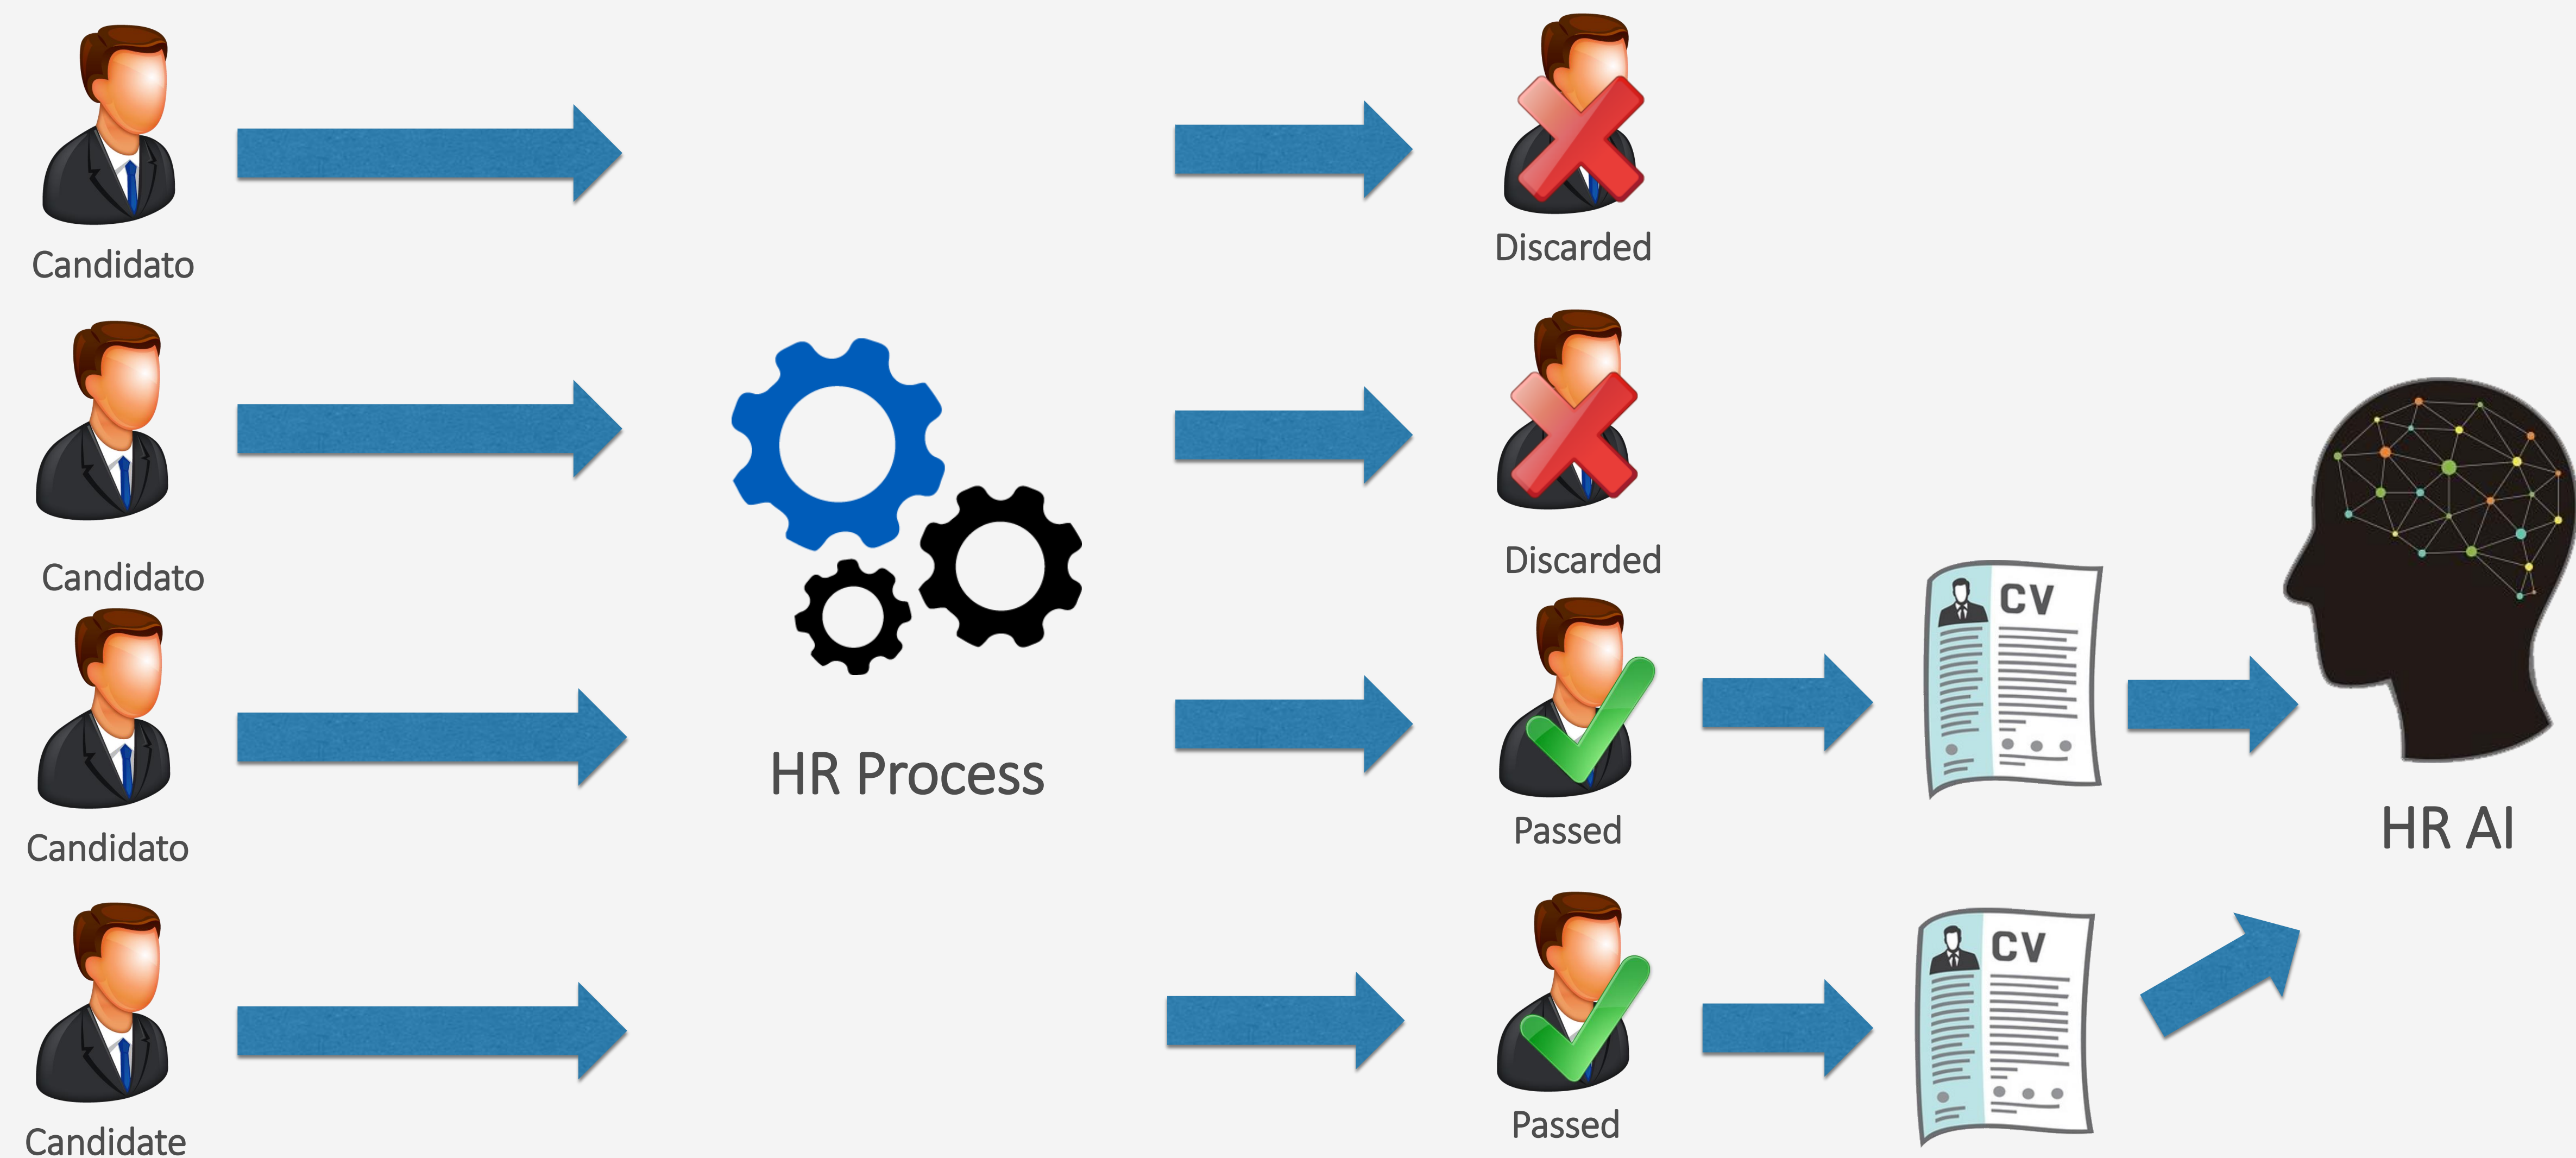 Candidato
Discarded
Candidato
Discarded
CV
HR Process
Candidato
Passed
HR AI
CV
Candidate
Passed